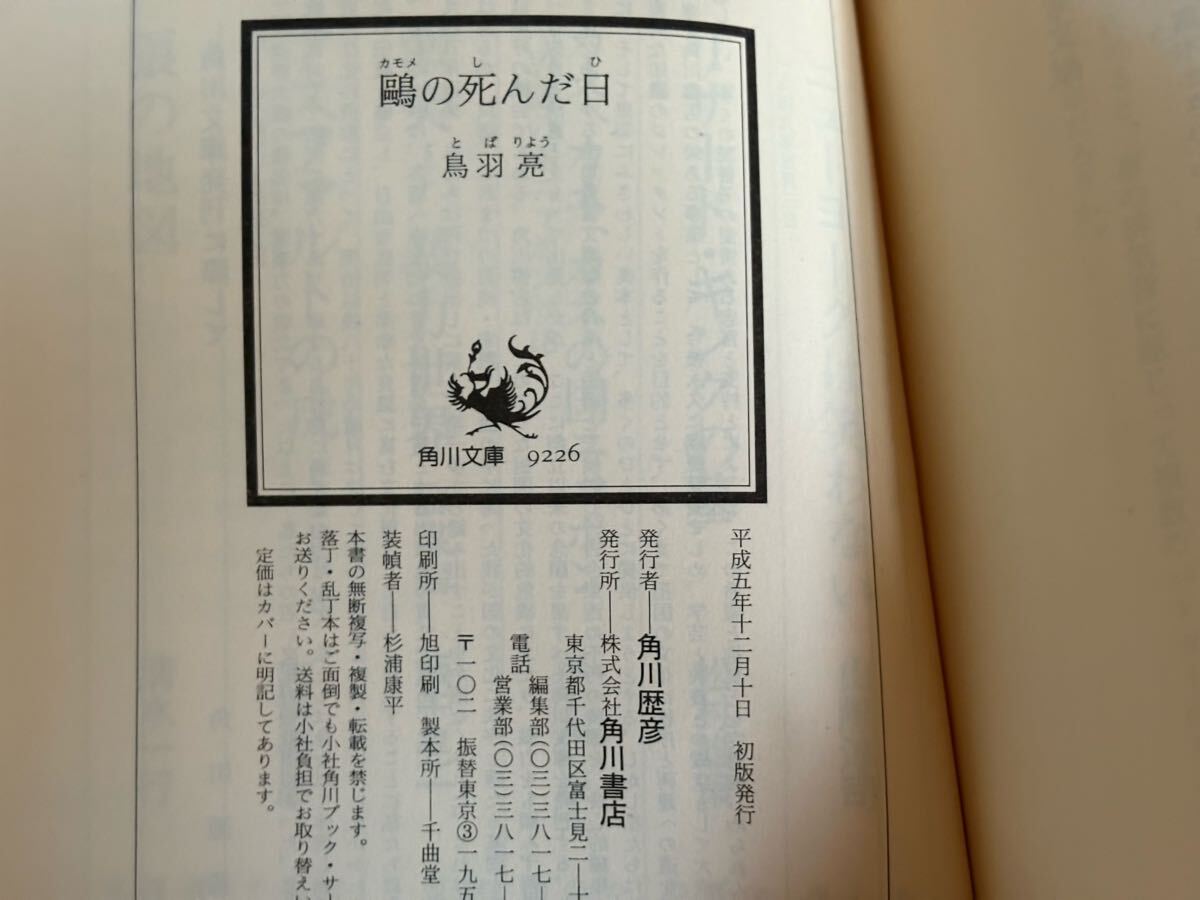 鷗の死んだ日
カモメ し ひ
鳥羽亮
とば りよう
角川文庫 9226
平成五年十二月十日 初版発行
発行者――角川歴彦
発行所――株式会社角川書店
東京都千代田区富士見二―十
電話 編集部(〇三)三八一七―
営業部(〇三)三八一七―
〒一〇二 振替東京③一九五
印刷所――旭印刷 製本所――千曲堂
装幀者――杉浦康平
本書の無断複写・複製・転載を禁じます。
落丁・乱丁本はご面倒でも小社角川ブック・サー
お送りください。送料は小社負担でお取り替えい
定価はカバーに明記してあります。